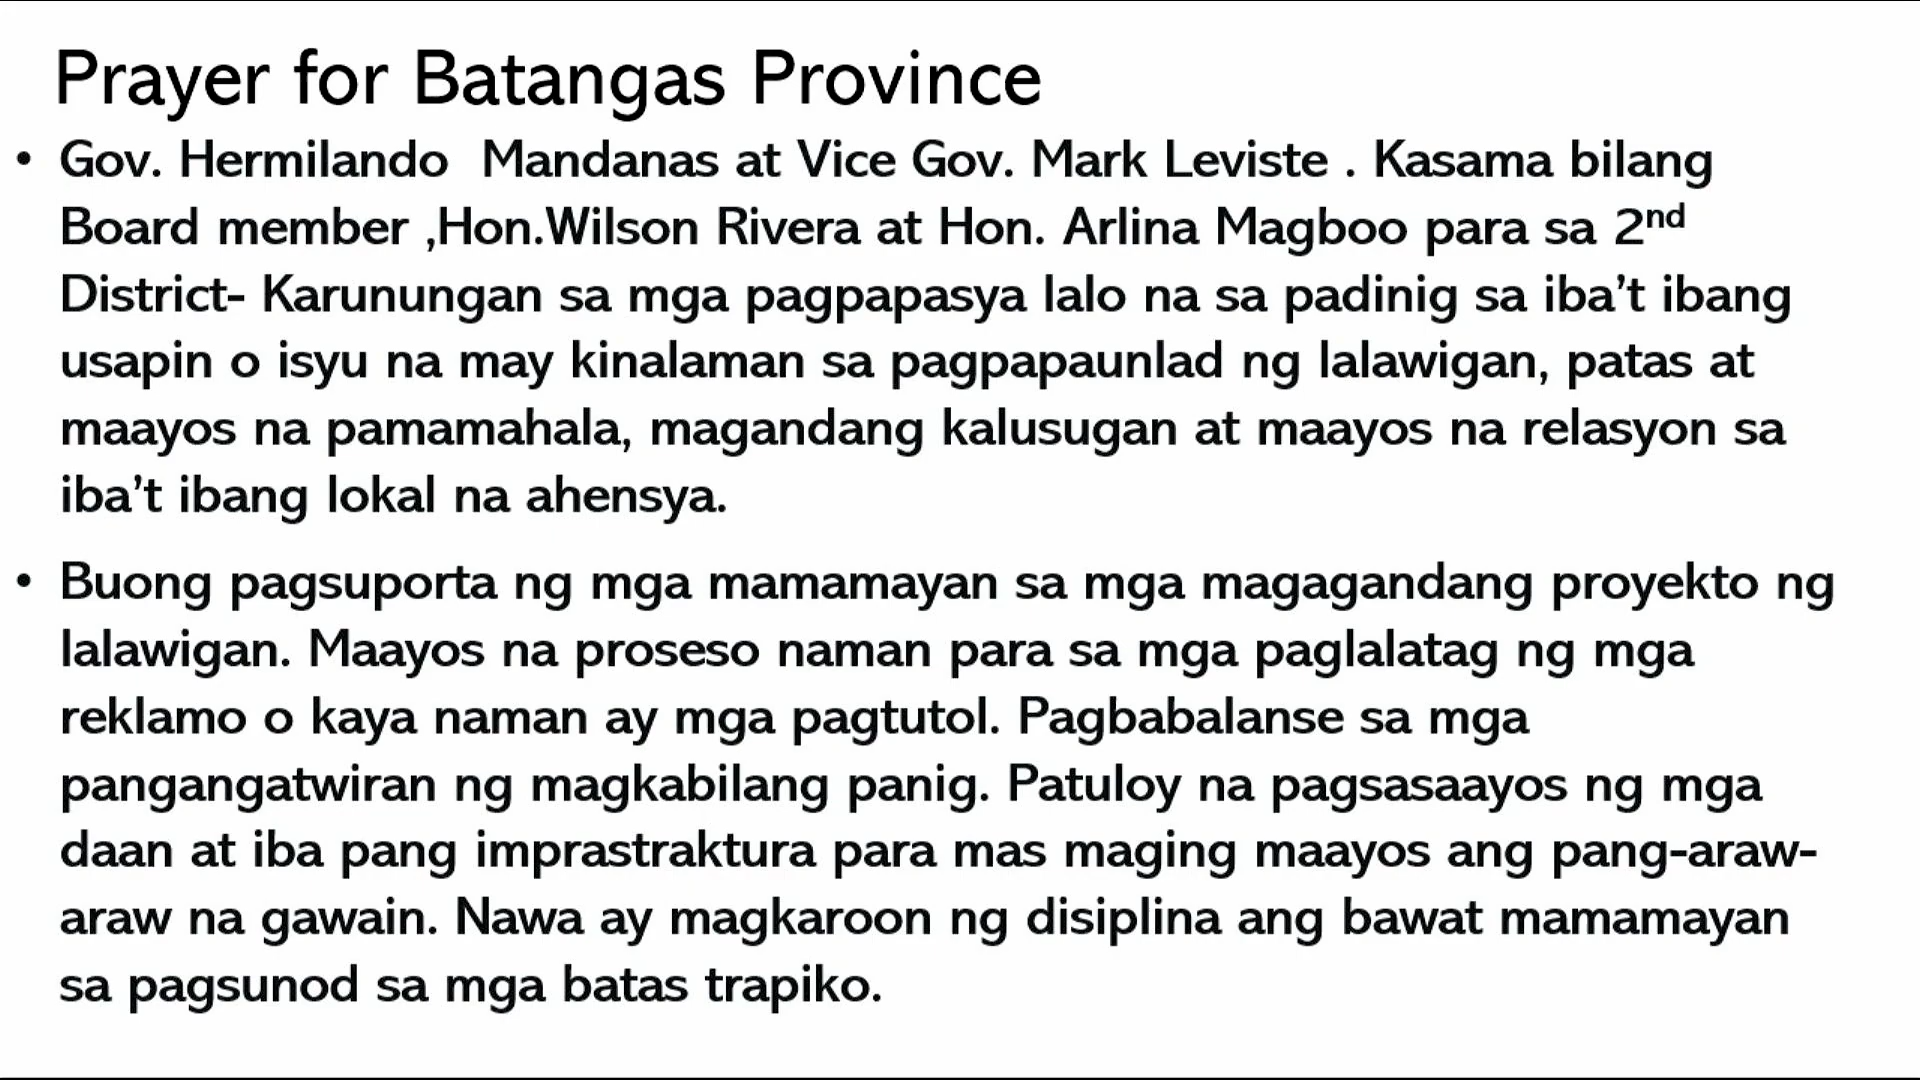 Prayer for Batangas Province
• Gov. Hermilando  Mandanas at Vice Gov. Mark Leviste . Kasama bilang
Board member ,Hon.Wilson Rivera at Hon. Arlina Magboo para sa 2nd
District- Karunungan sa mga pagpapasya lalo na sa padinig sa iba’t ibang
usapin o isyu na may kinalaman sa pagpapaunlad ng lalawigan, patas at
maayos na pamamahala, magandang kalusugan at maayos na relasyon sa
iba’t ibang lokal na ahensya.
• Buong pagsuporta ng mga mamamayan sa mga magagandang proyekto ng
lalawigan. Maayos na proseso naman para sa mga paglalatag ng mga
reklamo o kaya naman ay mga pagtutol. Pagbabalanse sa mga
pangangatwiran ng magkabilang panig. Patuloy na pagsasaayos ng mga
daan at iba pang imprastraktura para mas maging maayos ang pang-araw-
araw na gawain. Nawa ay magkaroon ng disiplina ang bawat mamamayan
sa pagsunod sa mga batas trapiko.